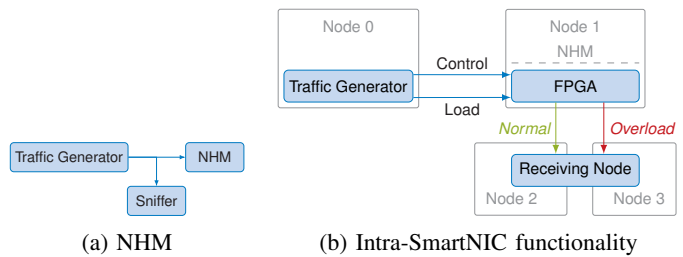 Node 0
Node 1
NHM
Control
Traffic Generator
FPGA
Load
Normal
Overload
Traffic Generator
NHM
Receiving Node
Sniffer
Node 2
Node 3
(a) NHM
(b) Intra-SmartNIC functionality